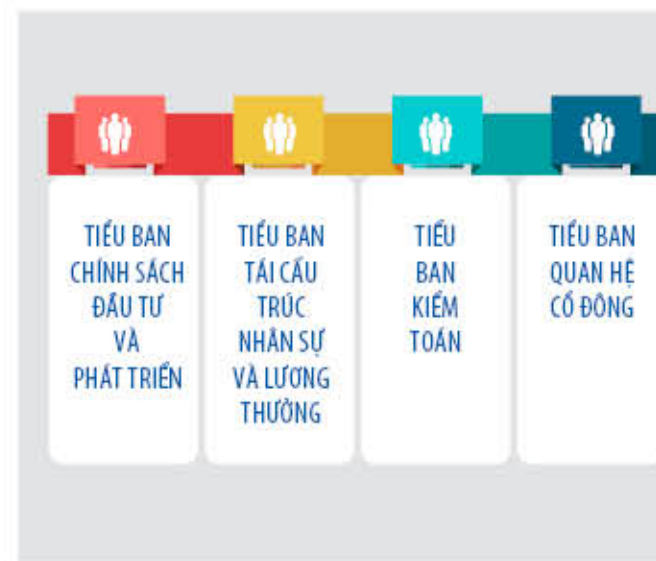 TIỂU BAN
CHÍNH SÁCH
ĐẦU TƯ
VÀ
PHÁT TRIỂN
TIỂU BAN
TÁI CẤU
TRÚC
NHÂN SỰ
VÀ LƯƠNG
THƯỞNG
TIỂU
BAN
KIỂM
TOÁN
TIỂU BAN
QUAN HỆ
CỔ ĐÔNG